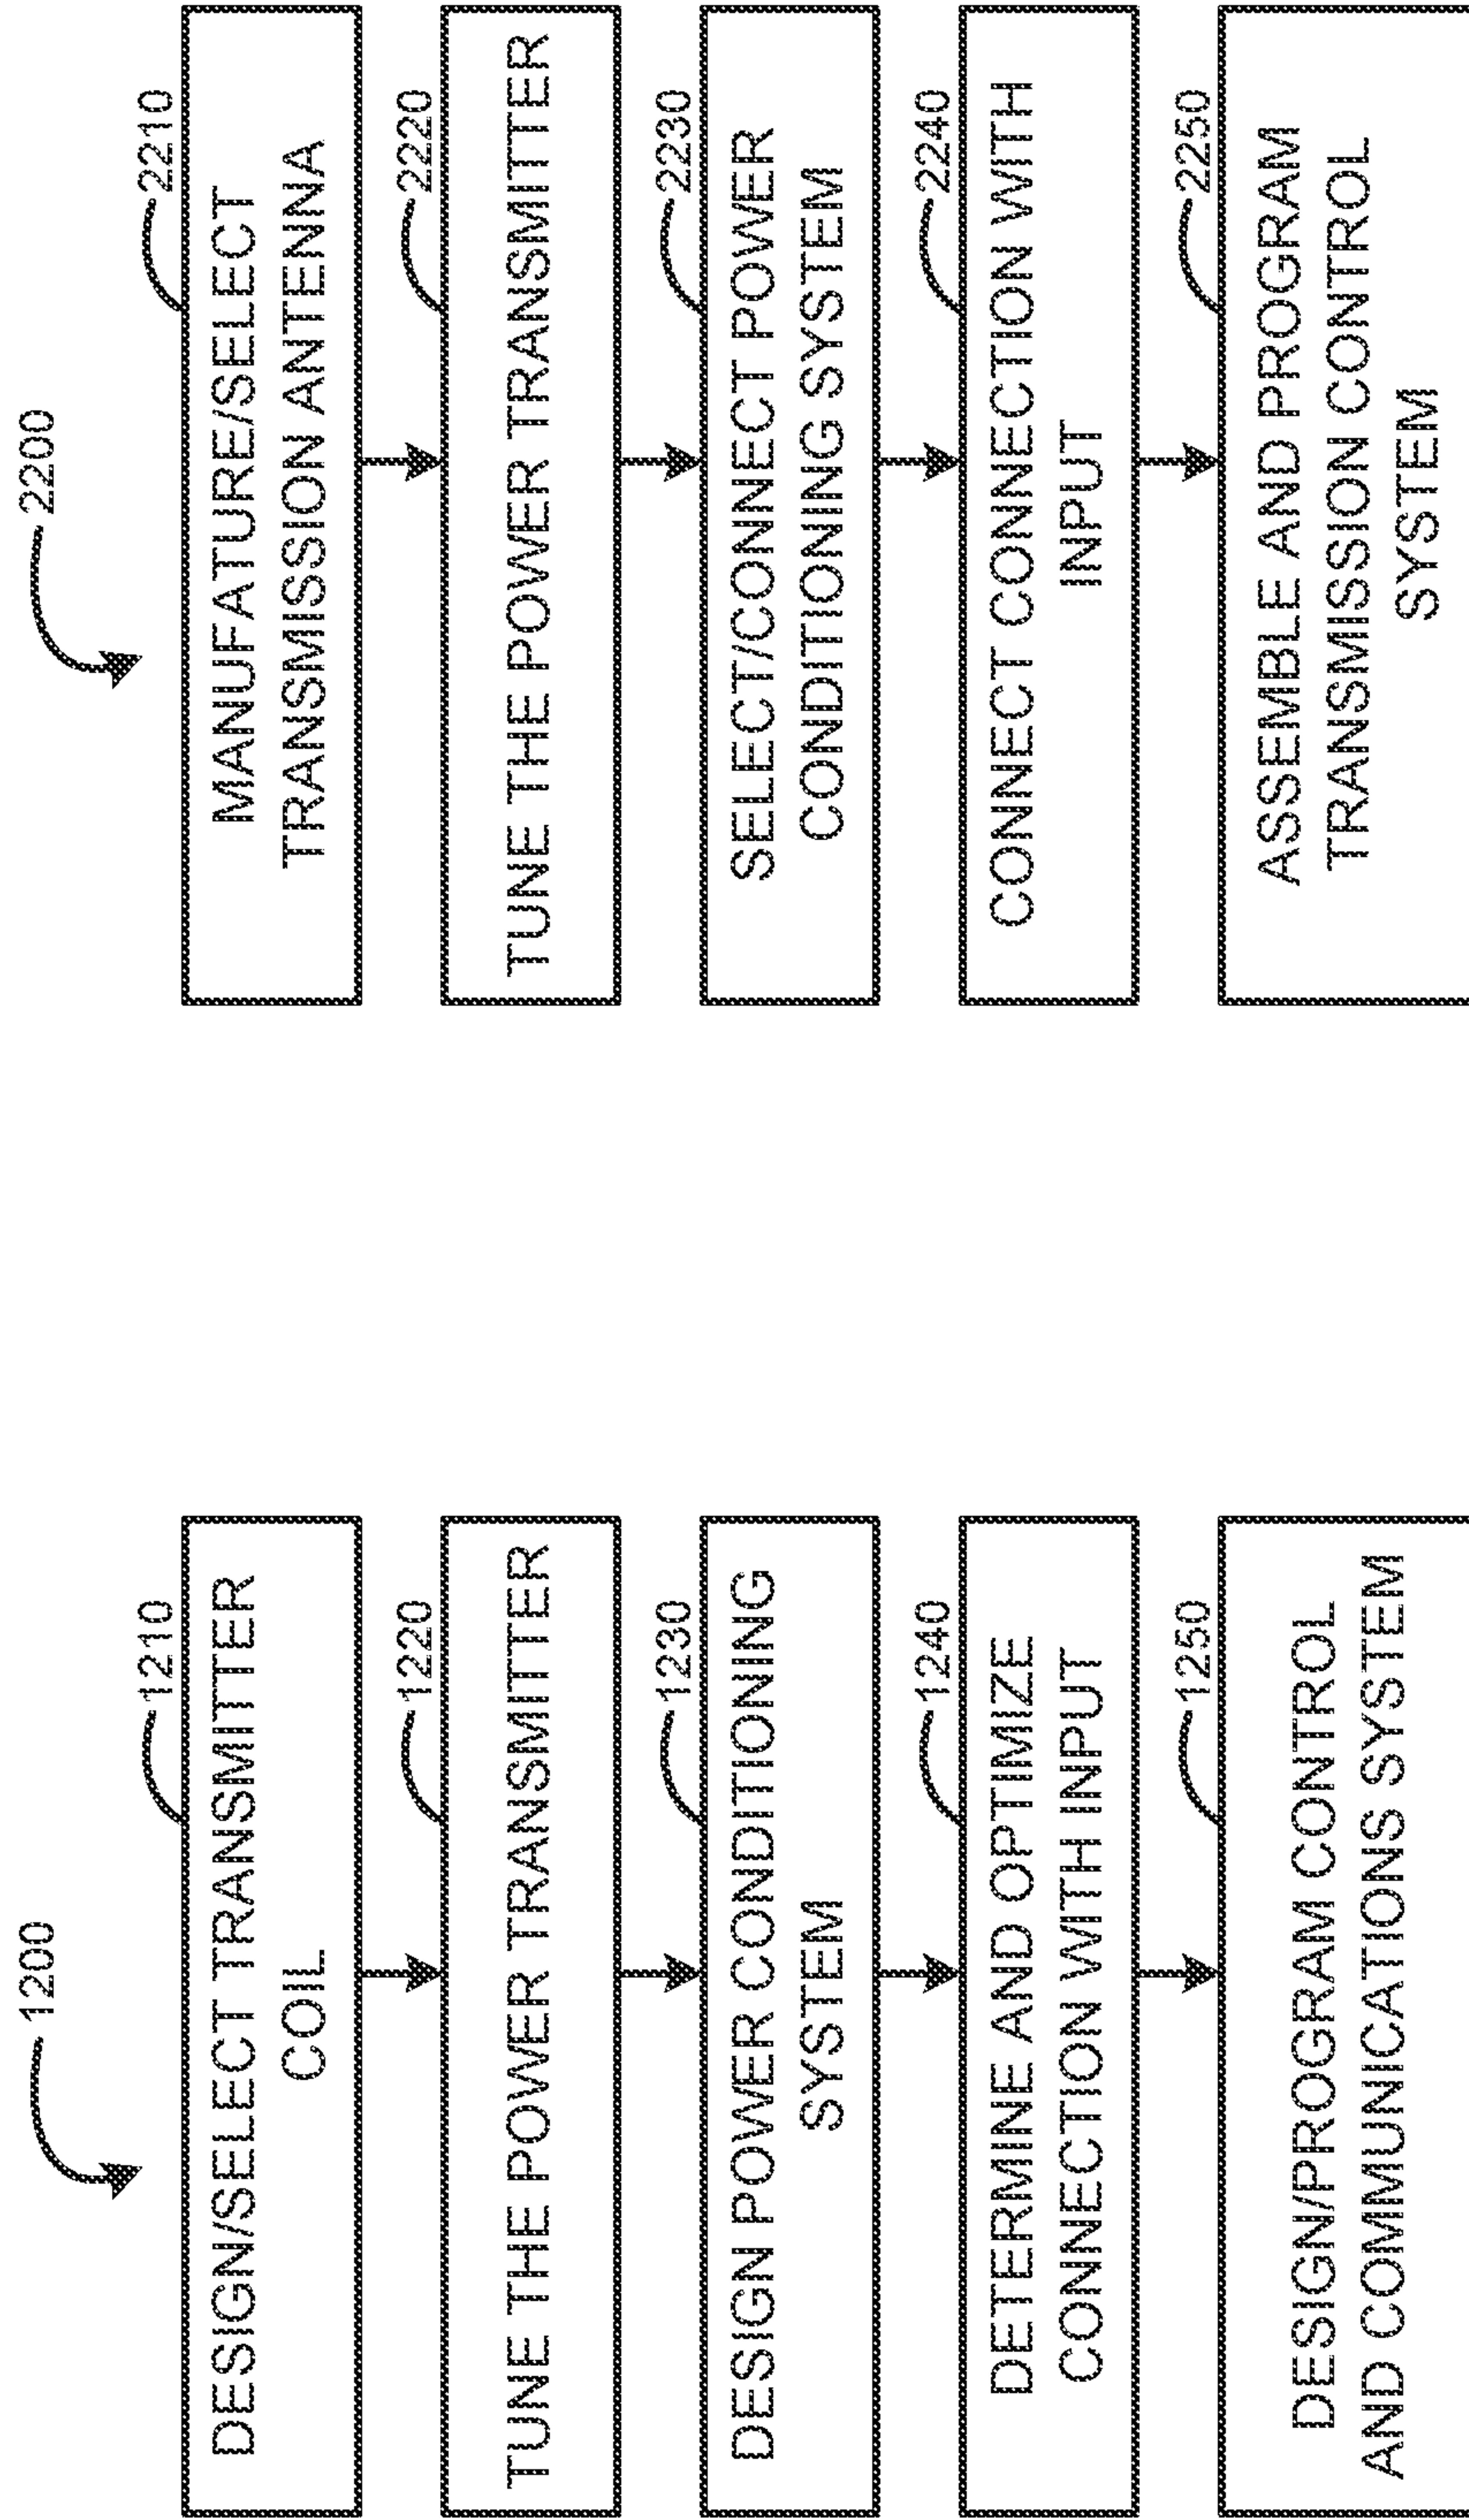 1200
1210
DESIGN/SELECT TRANSMITTER
COIL
1220
TUNE THE POWER TRANSMITTER
1230
DESIGN POWER CONDITIONING
SYSTEM
1240
DETERMINE AND OPTIMIZE
CONNECTION WITH INPUT
1250
DESIGN/PROGRAM CONTROL
AND COMMUNICATIONS SYSTEM
2200
2210
MANUFATURE/SELECT
TRANSMISSION ANTENNA
2220
TUNE THE POWER TRANSMITTER
2230
SELECT/CONNECT POWER
CONDITIONING SYSTEM
2240
CONNECT CONNECTION WITH
INPUT
2250
ASSEMBLE AND PROGRAM
TRANSMISSION CONTROL
SYSTEM